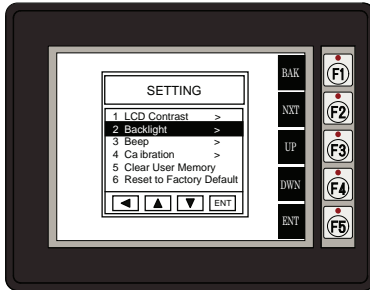 SETTING
1 LCD Contrast >
2 Backlight >
3 Beep >
4 Ca ibration >
5 Clear User Memory
6 Reset to Factory Default
ENT
BAK
NXT
UP
DWN
ENT
F1
F2
F3
F4
F5